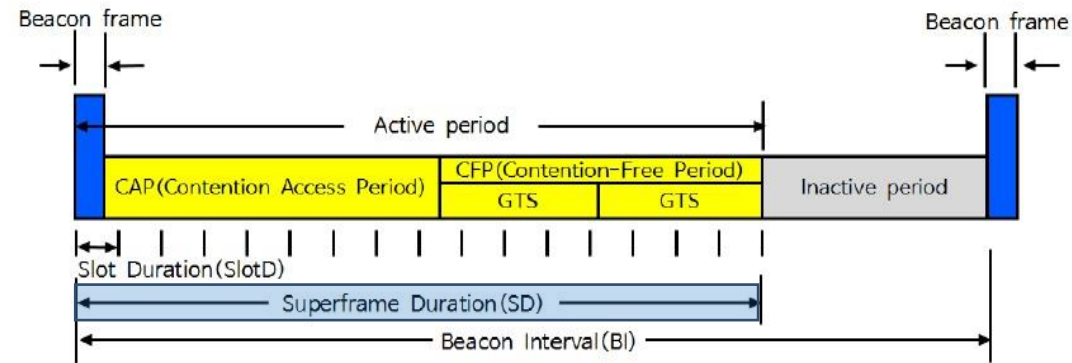 Beacon frame
Beacon frame
Active period
CAP(Contention Access Period)
CFP(Contention-Free Period)
GTS
GTS
Inactive period
Slot Duration(SlotD)
Superframe Duration(SD)
Beacon Interval(BI)